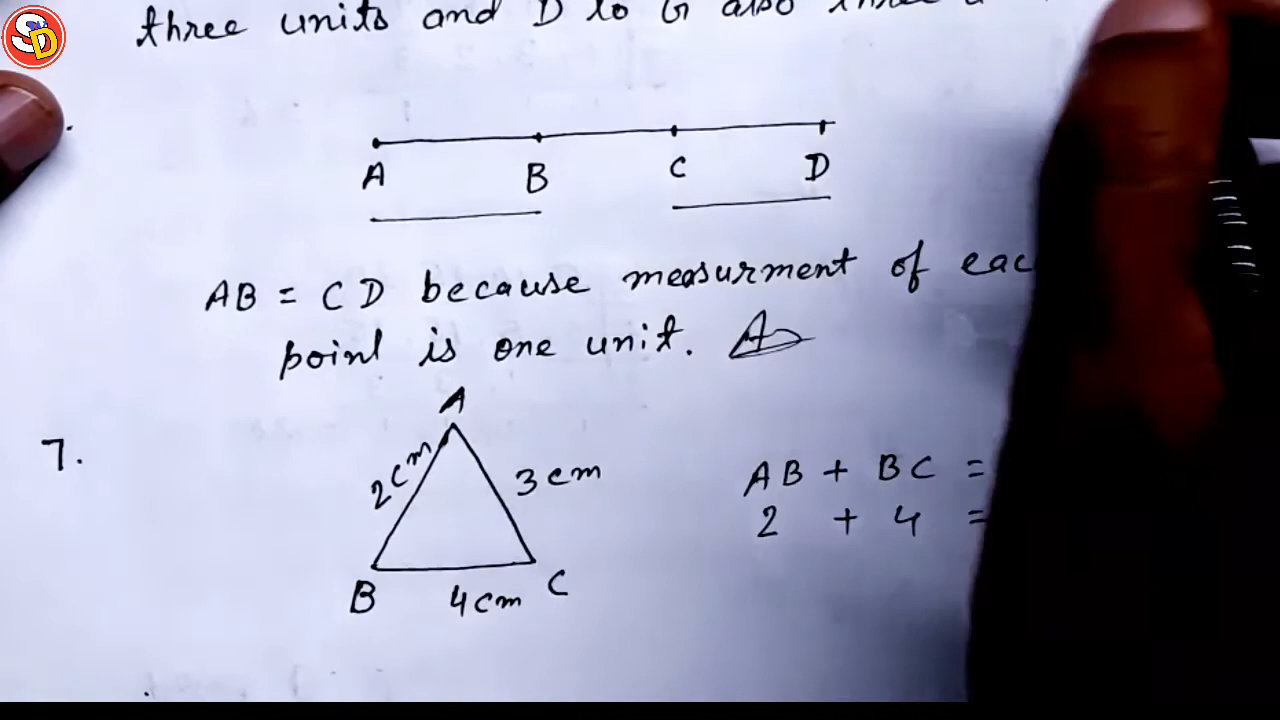 SD
three units and D to G also three
A B C D
AB = CD because measurment of
point is one unit.
A
7.
2cm
3cm
AB + BC =
2 + 4 =
B
4cm
C